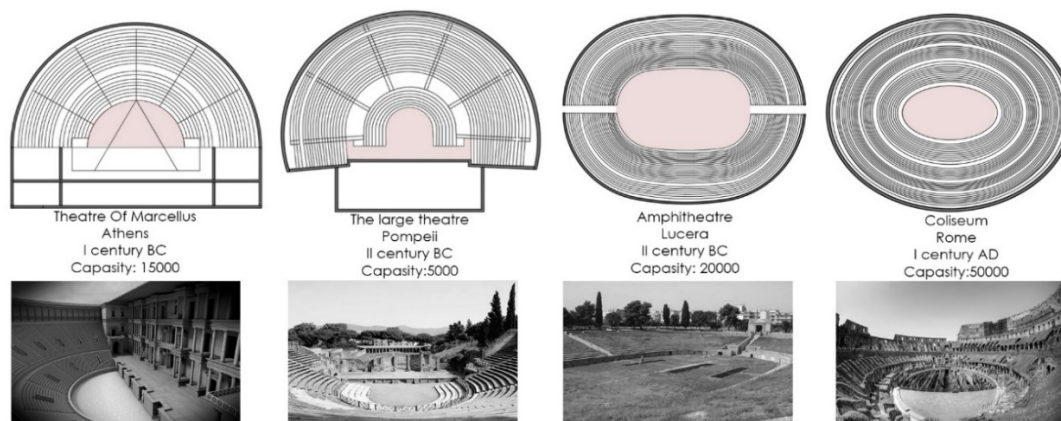 Theatre Of Marcellus
Athens
I century BC
Capasity: 15000
The large theatre
Pompeii
II century BC
Capasity:5000
Amphitheatre
Lucera
II century BC
Capasity: 20000
Coliseum
Rome
I century AD
Capasity:50000